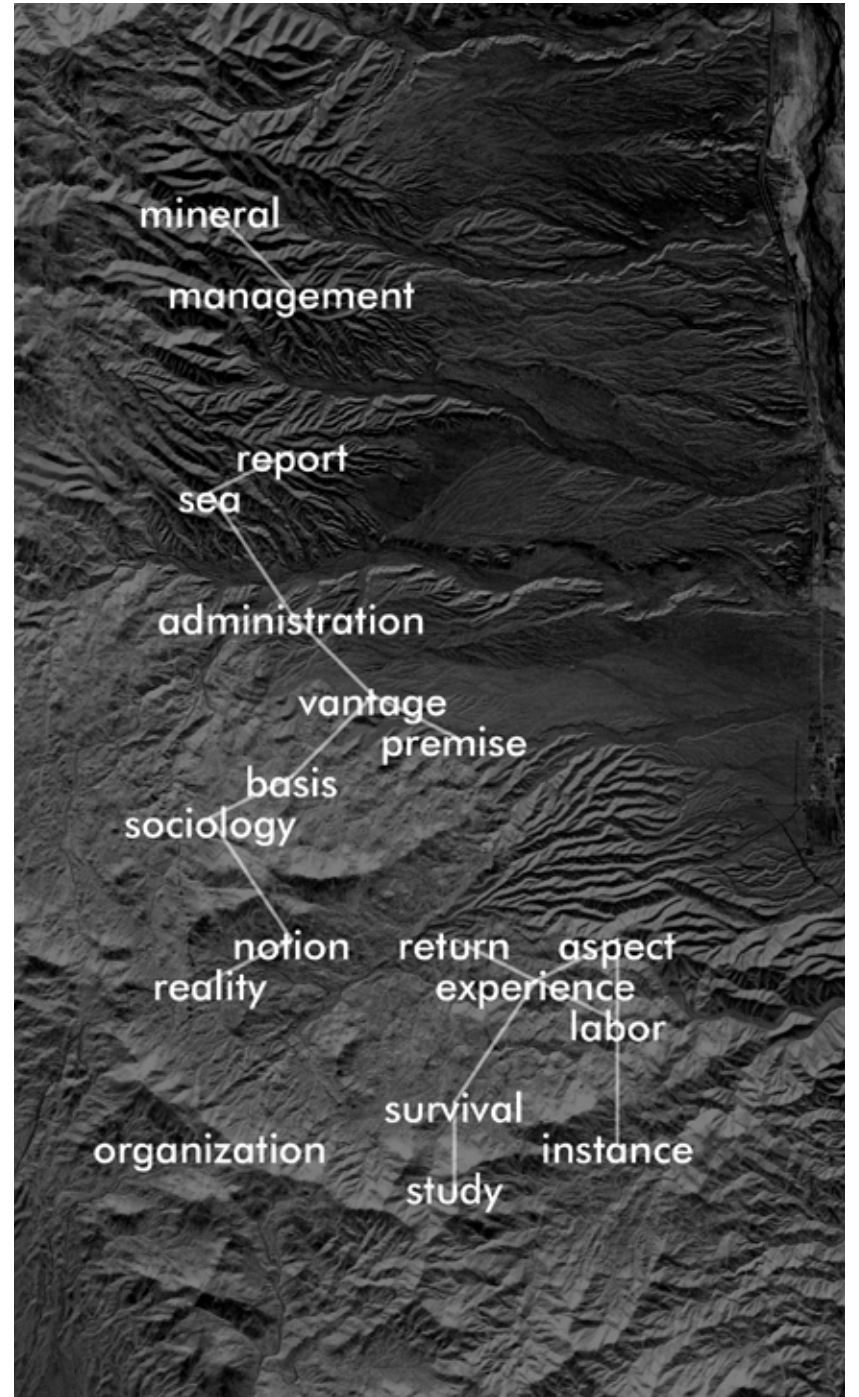 mineral
management
report
sea
administration
vantage
premise
basis
sociology
notion return aspect
reality experience
labor
survival
organization instance
study